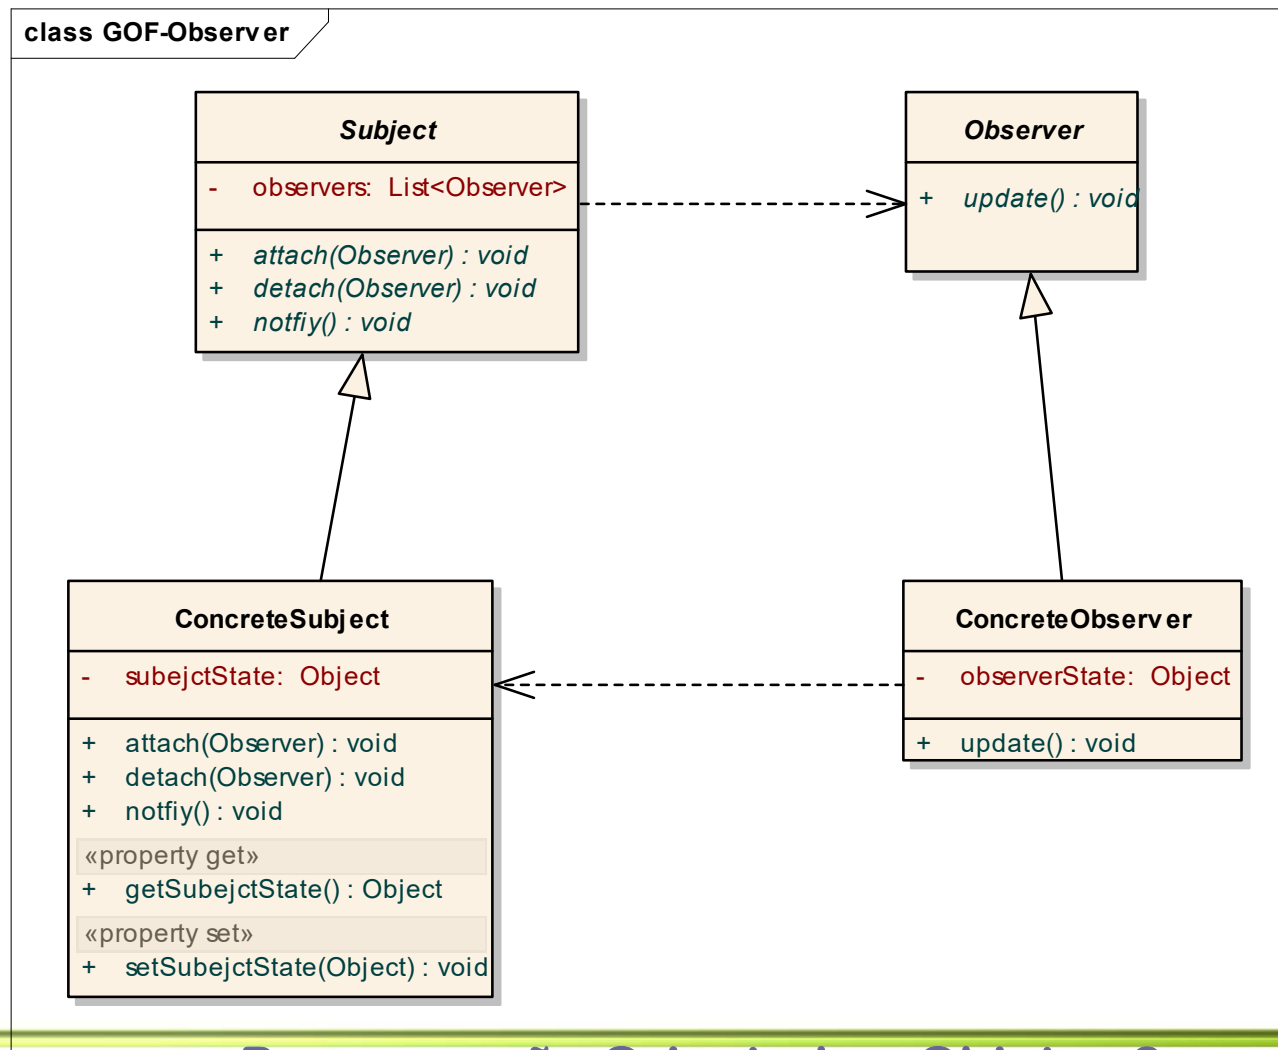 class GOF-Observer
Subject
- observers: List<Observer>
+ attach(Observer) : void
+ detach(Observer) : void
+ notfiy() : void
Observer
+ update() : void
ConcreteSubject
- subejctState: Object
+ attach(Observer) : void
+ detach(Observer) : void
+ notfiy() : void
«property get»
+ getSubejctState() : Object
«property set»
+ setSubejctState(Object) : void
ConcreteObserver
- observerState: Object
+ update() : void